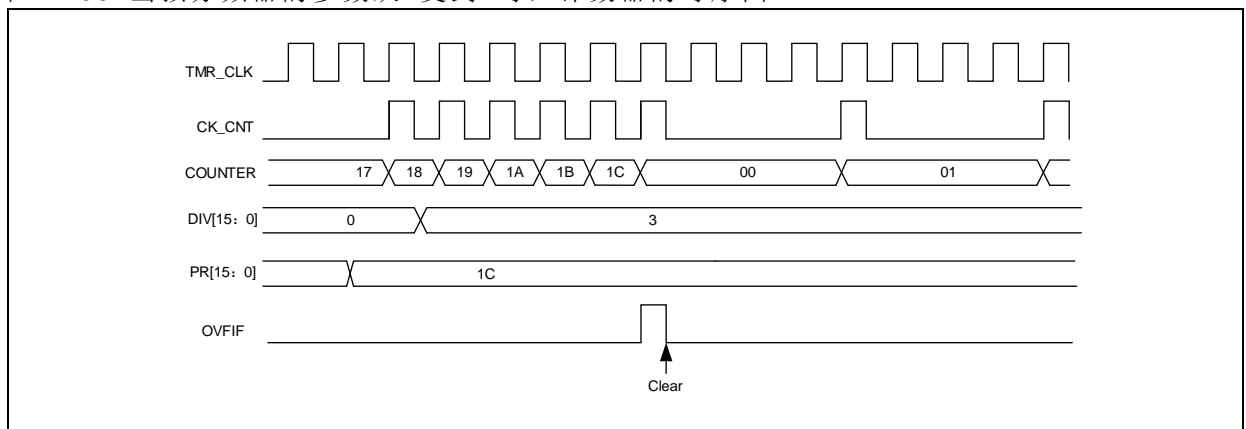 TMR_CLK
CK_CNT
COUNTER 17 18 19 1A 1B 1C 00 01
DIV[15：0] 0 3
PR[15：0] 1C
OVFIF
Clear